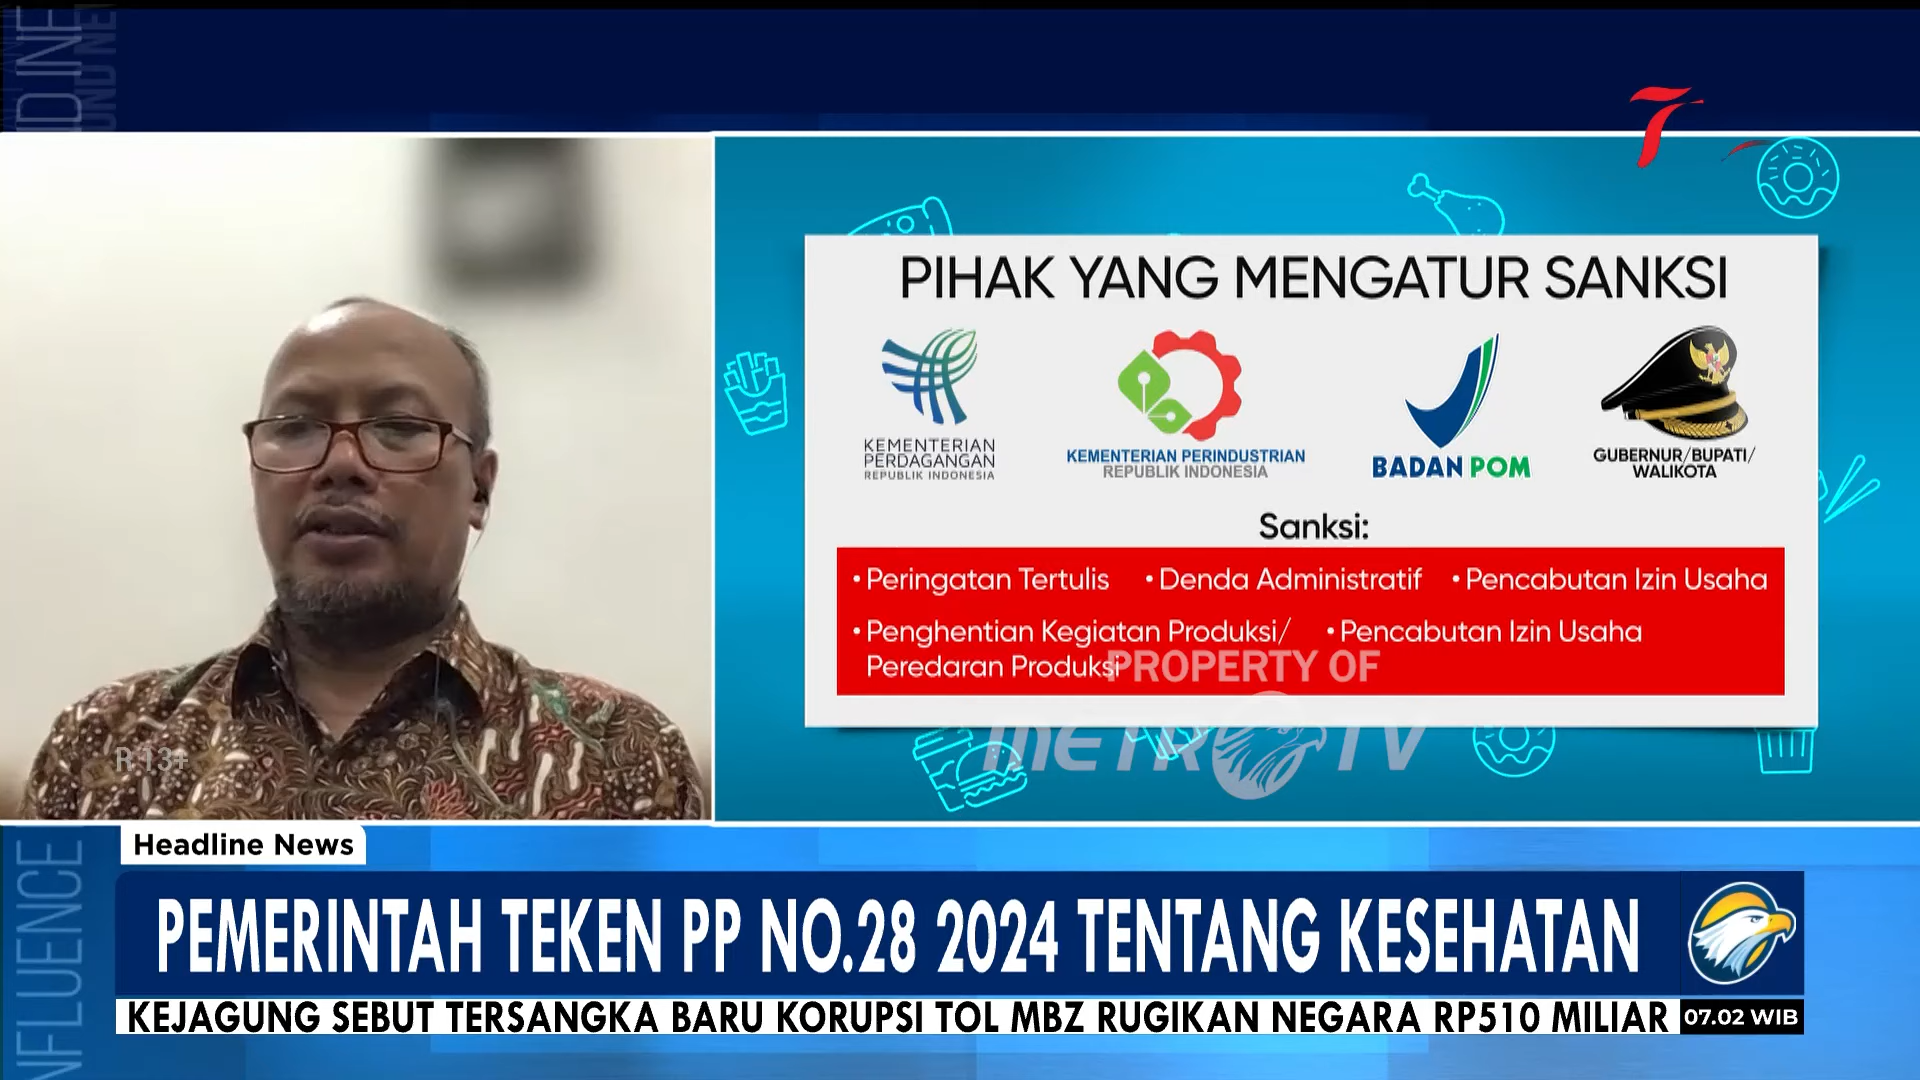 PIHAK YANG MENGATUR SANKSI
KEMENTERIAN
PERDAGANGAN
REPUBLIK INDONESIA
KEMENTERIAN PERINDUSTRIAN
REPUBLIK INDONESIA
BADAN POM
GUBERNUR/BUPATI/
WALIKOTA
Sanksi:
• Peringatan Tertulis • Denda Administratif • Pencabutan Izin Usaha
• Penghentian Kegiatan Produksi/ • Pencabutan Izin Usaha
Peredaran Produksi
PROPERTY OF
METRO TV
R 13+
Headline News
PEMERINTAH TEKEN PP NO.28 2024 TENTANG KESEHATAN
KEJAGUNG SEBUT TERSANGKA BARU KORUPSI TOL MBZ RUGIKAN NEGARA RP510 MILIAR
07.02 WIB